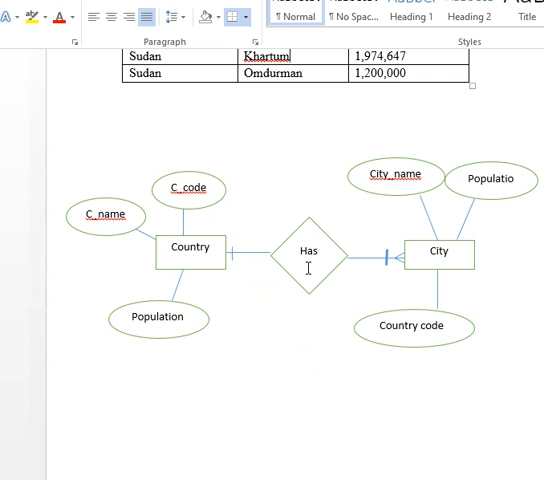 ¶ Normal ¶ No Spac... Heading 1 Heading 2 Title
Paragraph Styles
Sudan Khartum 1,974,647
Sudan Omdurman 1,200,000
C_code City_name Populatio
C_name
Country Has City
Population Country code